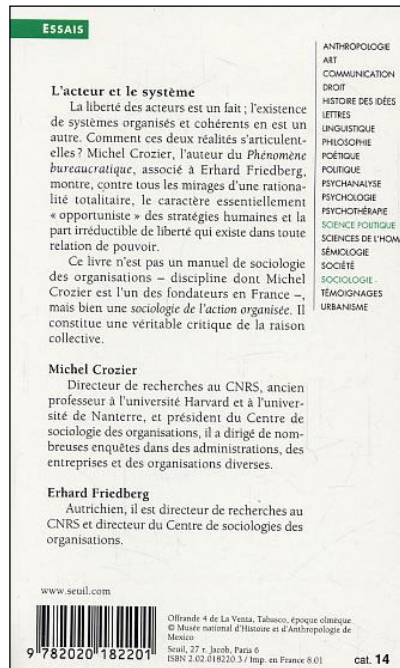 ESSAIS
L'acteur et le système
La liberté des acteurs est un fait ; l'existence
de systèmes organisés et cohérents en est un
autre. Comment ces deux réalités s'articulent-
elles ? Michel Crozier, l'auteur du Phénomène
bureaucratique, associé à Erhard Friedberg,
montre, contre tous les mirages d'une rationa-
lité totalitaire, le caractère essentiellement
« opportuniste » des stratégies humaines et la
part irréductible de liberté qui existe dans toute
relation de pouvoir.
Ce livre n'est pas un manuel de sociologie
des organisations – discipline dont Michel
Crozier est l'un des fondateurs en France –,
mais bien une sociologie de l'action organisée. Il
constitue une véritable critique de la raison
collective.
Michel Crozier
Directeur de recherches au CNRS, ancien
professeur à l'université Harvard et à l'univer-
sité de Nanterre, et président du Centre de
sociologie des organisations, il a dirigé de nom-
breuses enquêtes dans des administrations, des
entreprises et des organisations diverses.
Erhard Friedberg
Autrichien, il est directeur de recherches au
CNRS et directeur du Centre de sociologies des
organisations.
ANTHROPOLOGIE
ART
COMMUNICATION
DROIT
HISTOIRE DES IDÉES
LETTRES
LINGUISTIQUE
PHILOSOPHIE
POÉTIQUE
POLITIQUE
PSYCHANALYSE
PSYCHOLOGIE
PSYCHOTHÉRAPIE
SCIENCE POLITIQUE
SCIENCES DE L'HOM
SÉMIOLOGIE
SOCIÉTÉ
SOCIOLOGIE
TÉMOIGNAGES
URBANISME
www.seuil.com
9 782020 182201
Offrande 4 de La Venta, Tabasco, époque olmèque
© Musée national d'Histoire et d'Anthropologie de
Mexico
Seuil, 27 r. Jacob, Paris 6
ISBN 2.02.018220.3 / Imp. en France 8.01
cat. 14